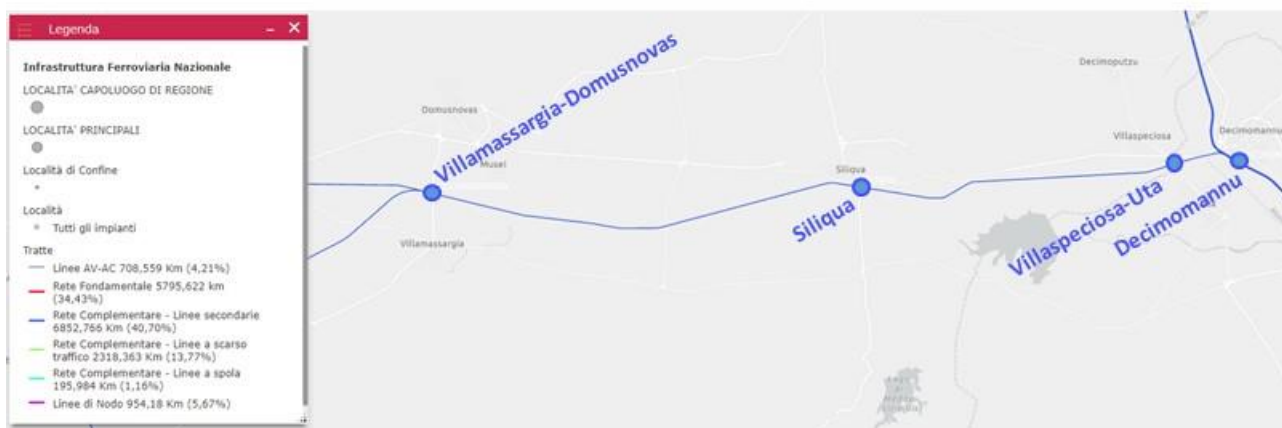 Legenda
Infrastruttura Ferroviaria Nazionale
LOCALITA' CAPOLUOGO DI REGIONE
LOCALITA' PRINCIPALI
Località di Confine
Località
Tutti gli impianti
Tratte
Linee AV-AC 708,559 Km (4,21%)
Rete Fondamentale 5795,622 km
(34,43%)
Rete Complementare - Linee secondarie
6852,766 Km (40,70%)
Rete Complementare - Linee a scarso
traffico 2318,363 Km (13,77%)
Rete Complementare - Linee a spola
195,984 Km (1,16%)
Linee di Nodo 954,18 Km (5,67%)
Domusnovas
Musei
Villamassargia
Villamassargia-Domusnovas
Siliqua
Siliqua
Decimoputzu
Villaspeciosa
Decimomannu
Villaspeciosa-Uta
Decimomannu